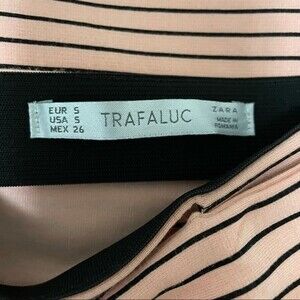 EUR S
USA S
MEX 26
TRAFALUC
ZARA
MADE IN
ROMANIA